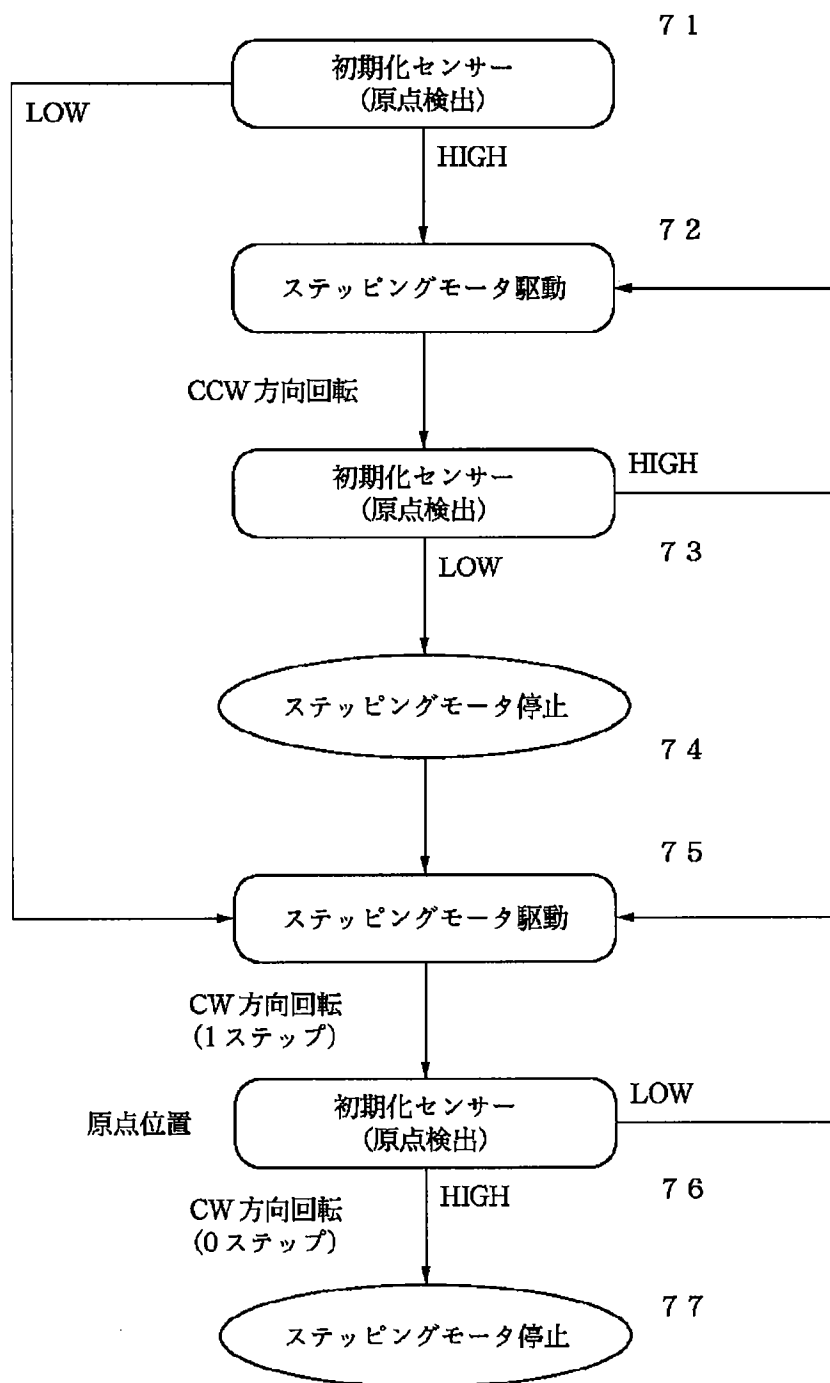 ７１
初期化センサー
(原点検出)
LOW
HIGH
７２
ステッピングモータ駆動
CCW方向回転
初期化センサー
(原点検出)
HIGH
７３
LOW
ステッピングモータ停止
７４
７５
ステッピングモータ駆動
CW方向回転
(1ステップ)
原点位置
初期化センサー
(原点検出)
LOW
７６
HIGH
CW方向回転
(0ステップ)
７７
ステッピングモータ停止